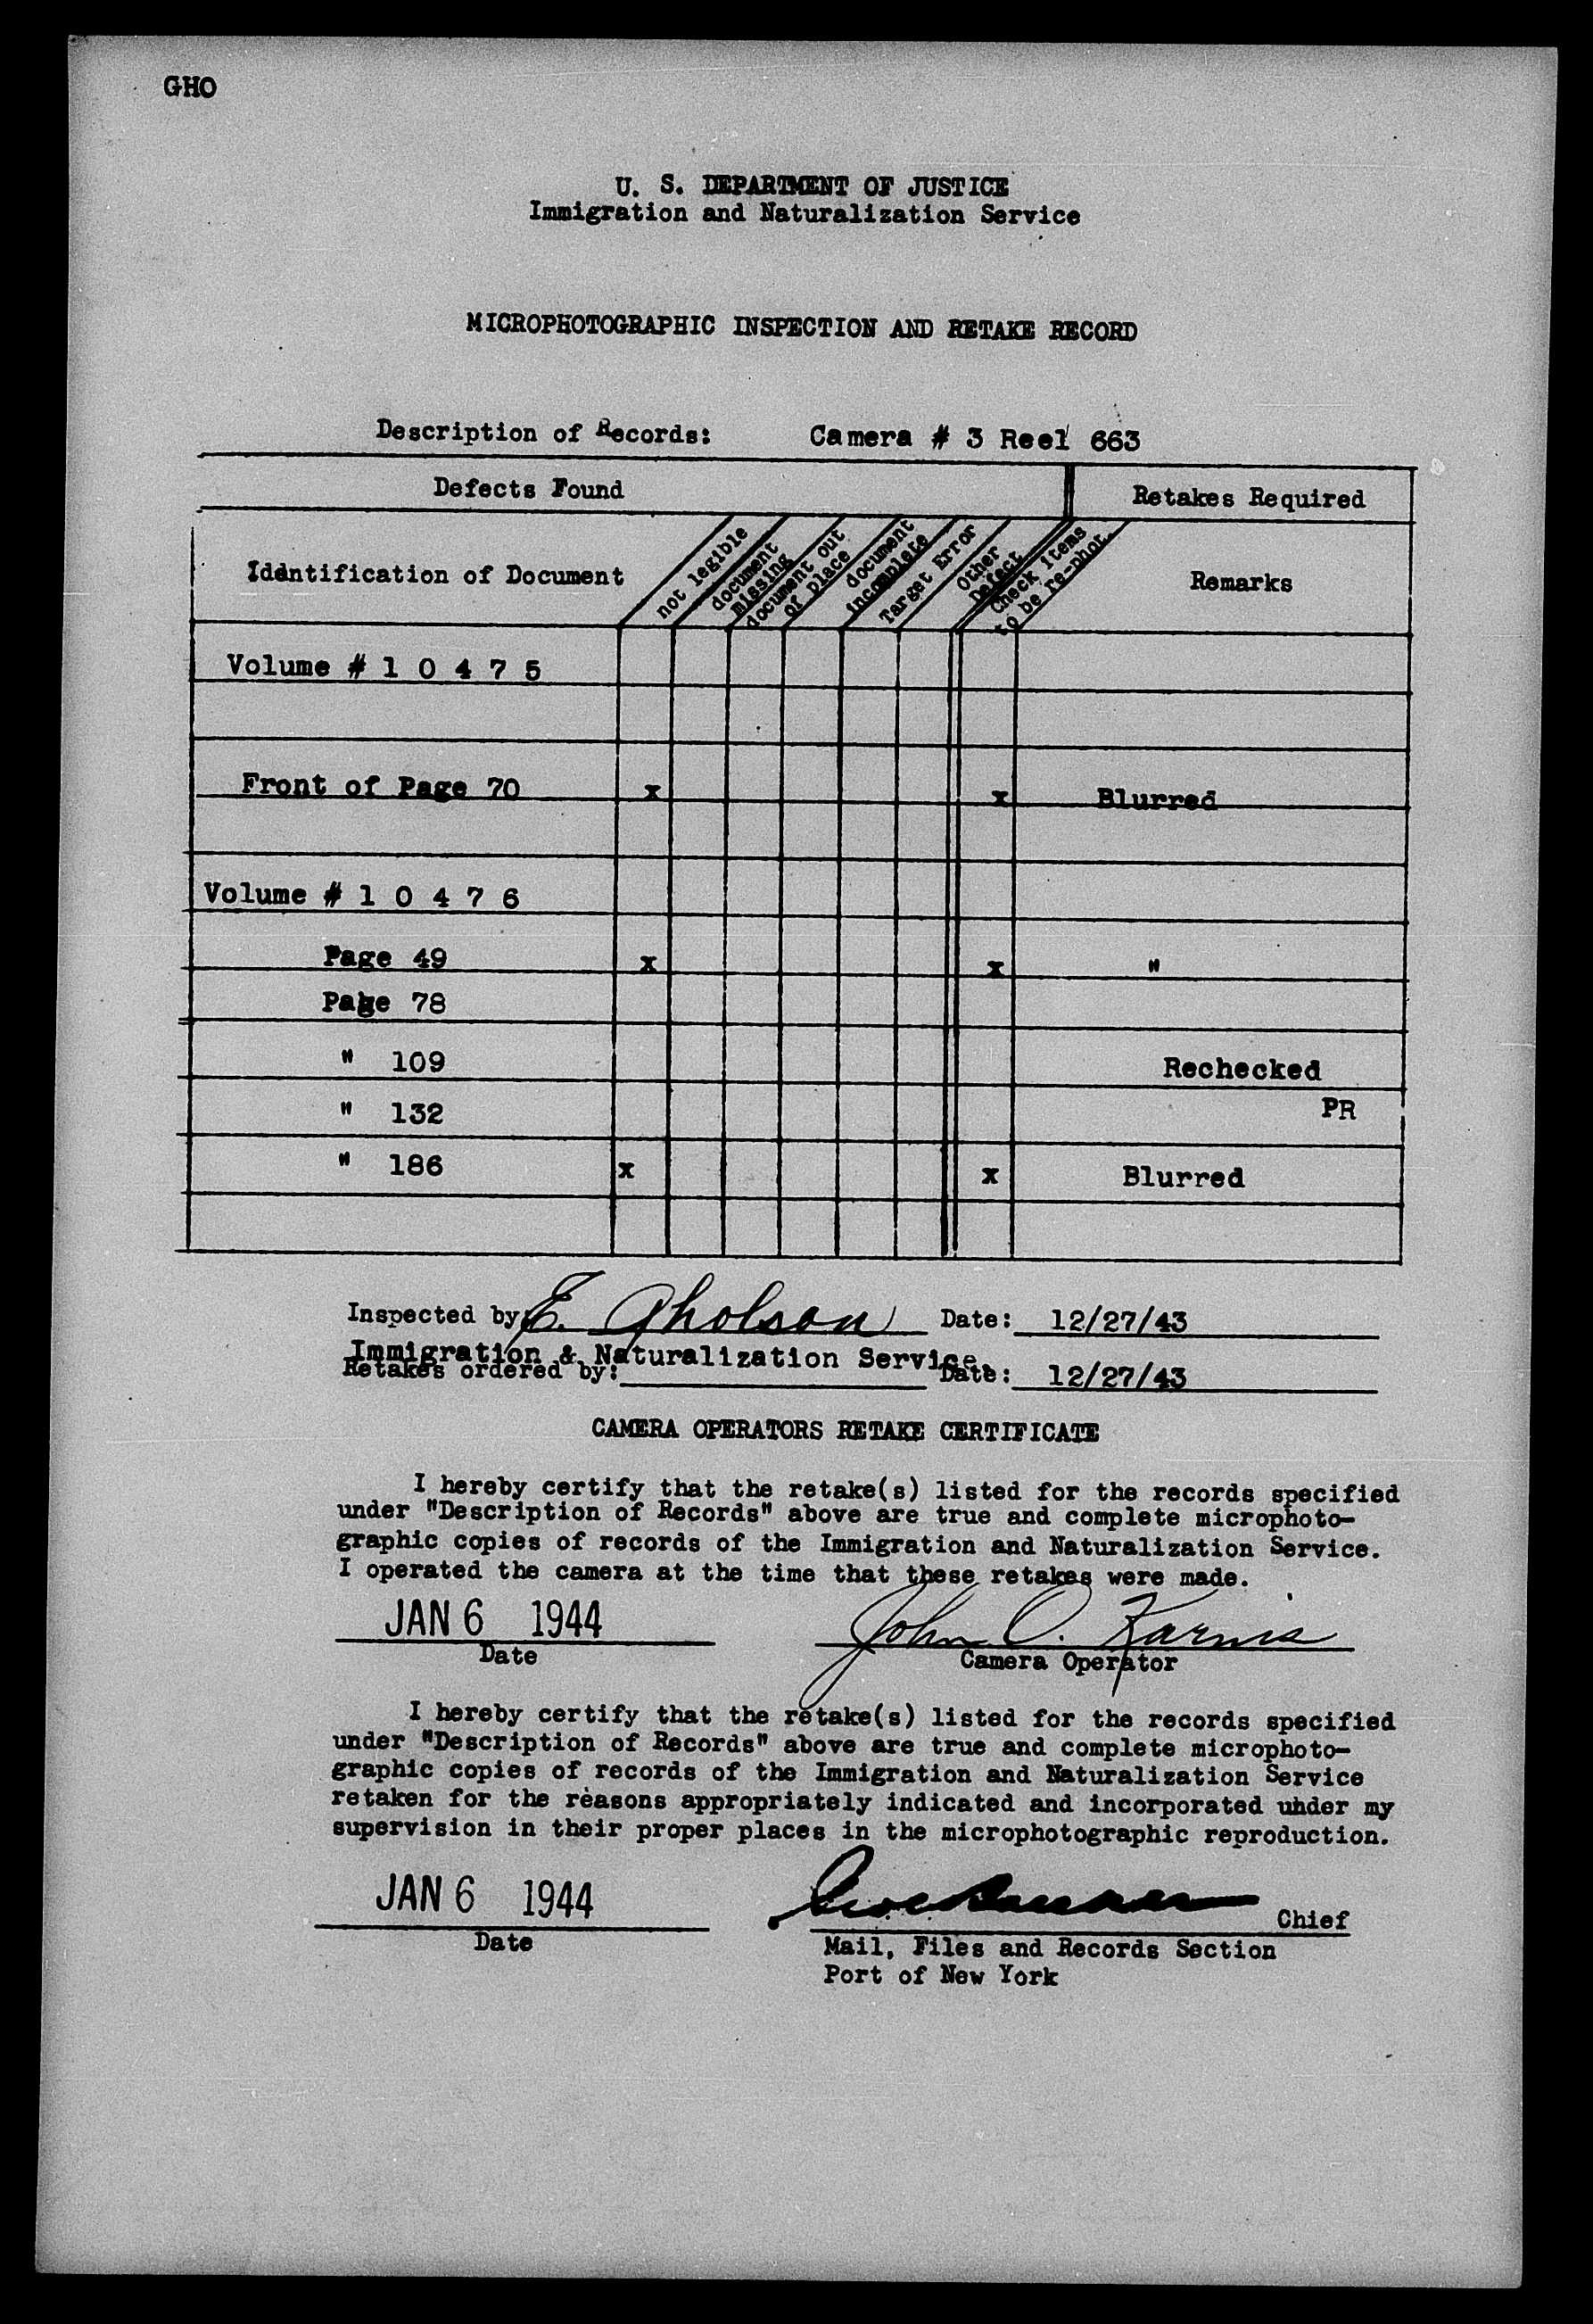 GHO
U. S. DEPARTMENT OF JUSTICE
Immigration and Naturalization Service
MICROPHOTOGRAPHIC INSPECTION AND RETAKE RECORD
Description of Records: Camera # 3 Reel 663
Defects Found Retakes Required
Identification of Document
not legible
document missing
document out of place
document incomplete
Target Error
Other Defect
Check items to be re-phot.
Remarks
Volume # 1 0 4 7 5
Front of Page 70 x x Blurred
Volume # 1 0 4 7 6
Page 49 x x "
Page 78
" 109 Rechecked
" 132 PR
" 186 x x Blurred
Inspected by: E. Gholson Date: 12/27/43
Immigration & Naturalization Service.
Retakes ordered by: Date: 12/27/43
CAMERA OPERATORS RETAKE CERTIFICATE
I hereby certify that the retake(s) listed for the records specified
under "Description of Records" above are true and complete microphoto-
graphic copies of records of the Immigration and Naturalization Service.
I operated the camera at the time that these retakes were made.
JAN 6 1944 John O. Karnis
Date Camera Operator
I hereby certify that the retake(s) listed for the records specified
under "Description of Records" above are true and complete microphoto-
graphic copies of records of the Immigration and Naturalization Service
retaken for the reasons appropriately indicated and incorporated under my
supervision in their proper places in the microphotographic reproduction.
JAN 6 1944 Chief
Date Mail, Files and Records Section
Port of New York